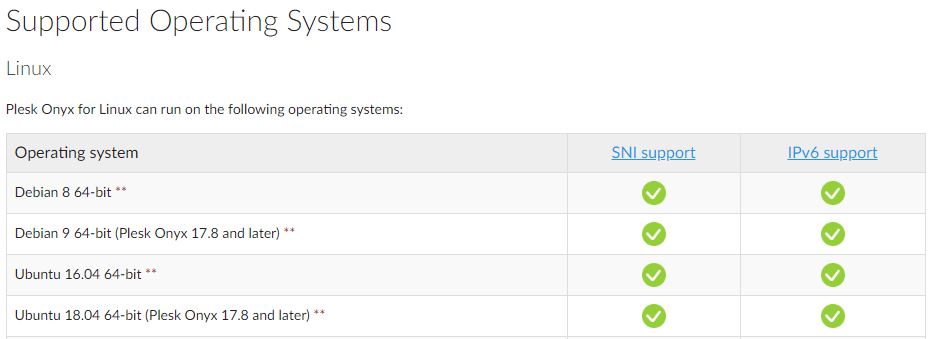 Supported Operating Systems
Linux
Plesk Onyx for Linux can run on the following operating systems:
Operating system SNI support IPv6 support
Debian 8 64-bit **
Debian 9 64-bit (Plesk Onyx 17.8 and later) **
Ubuntu 16.04 64-bit **
Ubuntu 18.04 64-bit (Plesk Onyx 17.8 and later) **